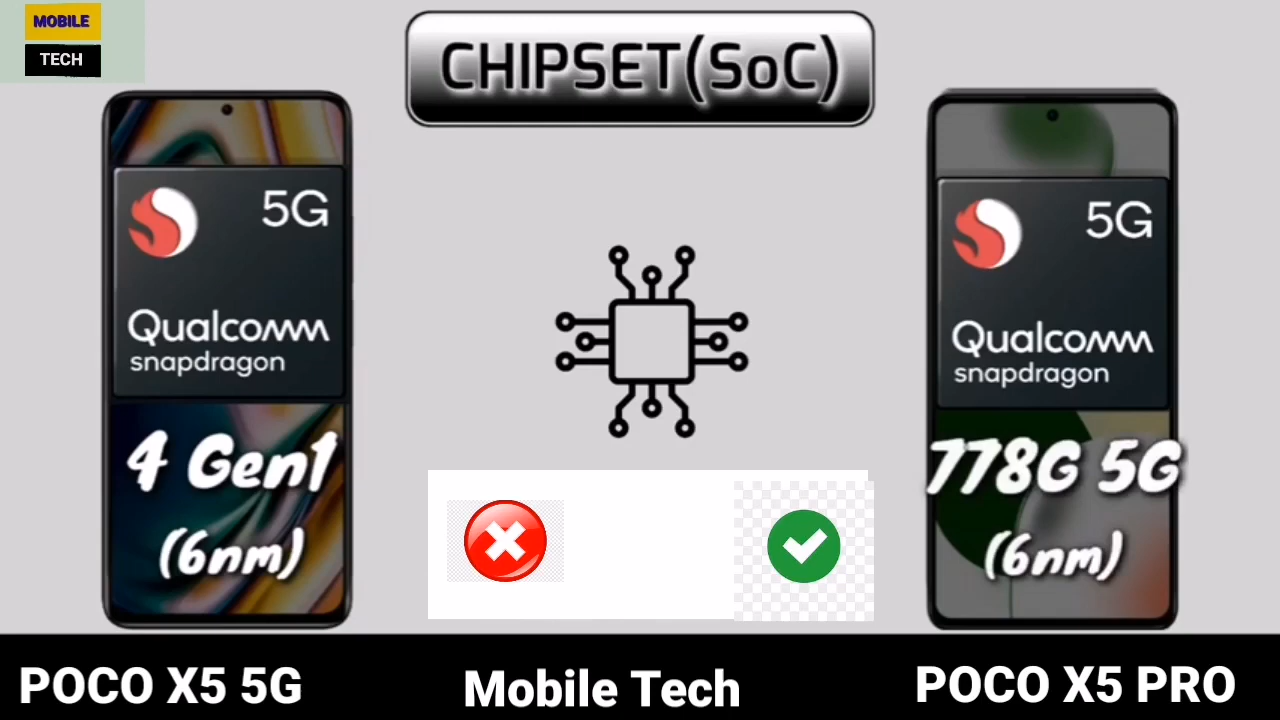 MOBILE
TECH
CHIPSET(SoC)
5G
Qualcomm
snapdragon
4 Gen1
(6nm)
5G
Qualcomm
snapdragon
778G 5G
(6nm)
POCO X5 5G
Mobile Tech
POCO X5 PRO